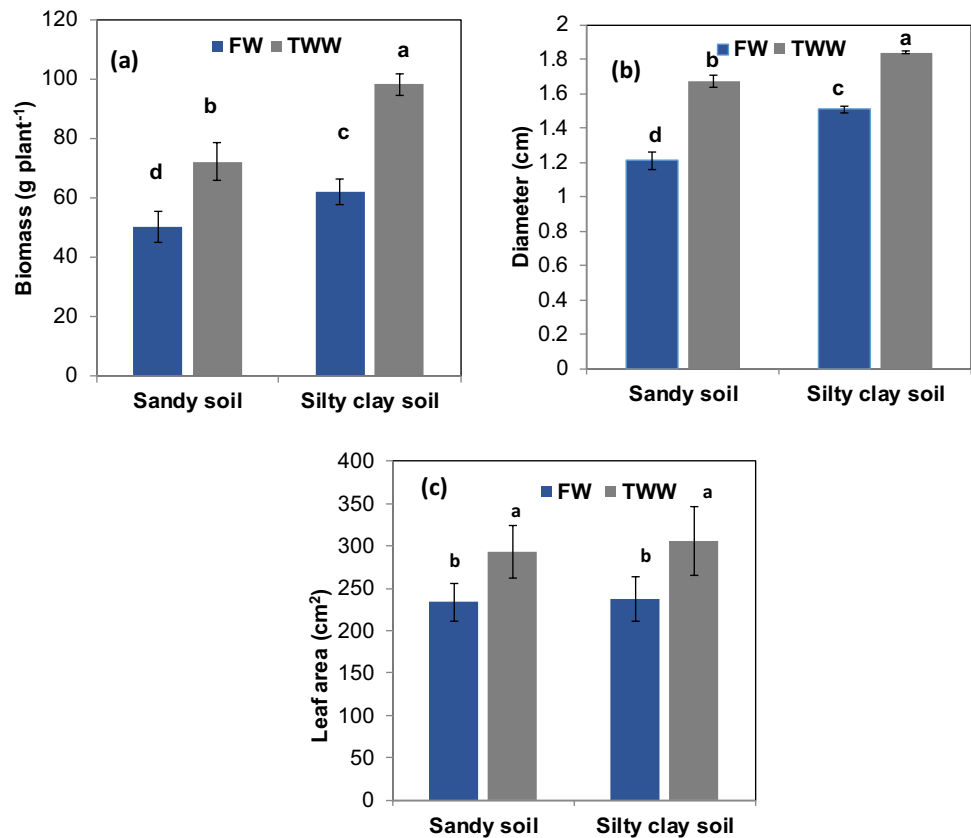 (a)
FW TWW
Biomass (g plant-1)
120
100
80
60
40
20
0
d
b
c
a
Sandy soil Silty clay soil
(b)
FW TWW
Diameter (cm)
2
1.8
1.6
1.4
1.2
1
0.8
0.6
0.4
0.2
0
d
b
c
a
Sandy soil Silty clay soil
(c)
FW TWW
Leaf area (cm2)
400
350
300
250
200
150
100
50
0
b
a
b
a
Sandy soil Silty clay soil